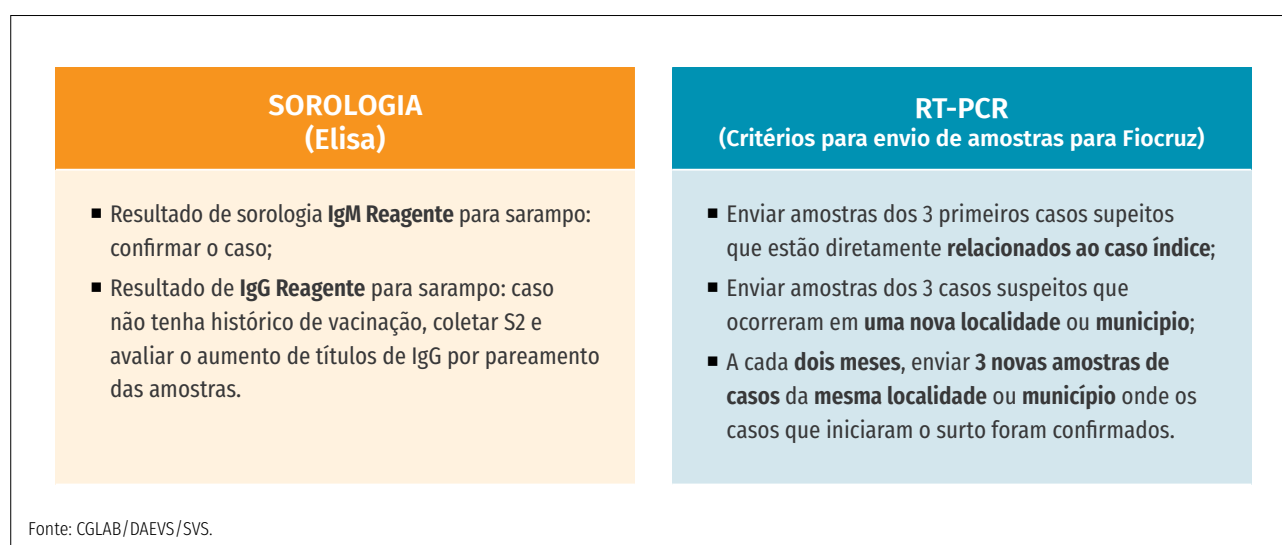 SOROLOGIA
(Elisa)
■ Resultado de sorologia IgM Reagente para sarampo:
confirmar o caso;
■ Resultado de IgG Reagente para sarampo: caso
não tenha histórico de vacinação, coletar S2 e
avaliar o aumento de títulos de IgG por pareamento
das amostras.
RT-PCR
(Critérios para envio de amostras para Fiocruz)
■ Enviar amostras dos 3 primeiros casos supeitos
que estão diretamente relacionados ao caso índice;
■ Enviar amostras dos 3 casos suspeitos que
ocorreram em uma nova localidade ou municipio;
■ A cada dois meses, enviar 3 novas amostras de
casos da mesma localidade ou município onde os
casos que iniciaram o surto foram confirmados.
Fonte: CGLAB/DAEVS/SVS.